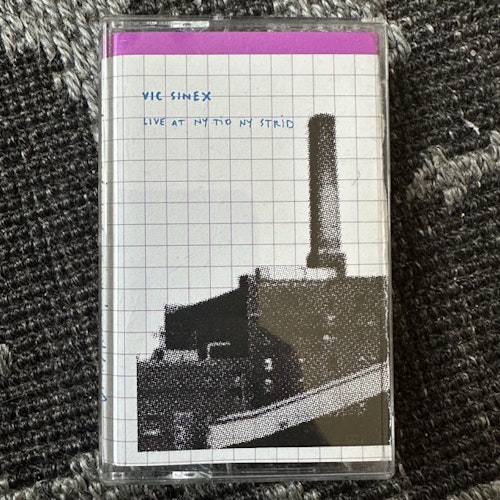 VIC SINEX
LIVE AT NY TID NY STRID